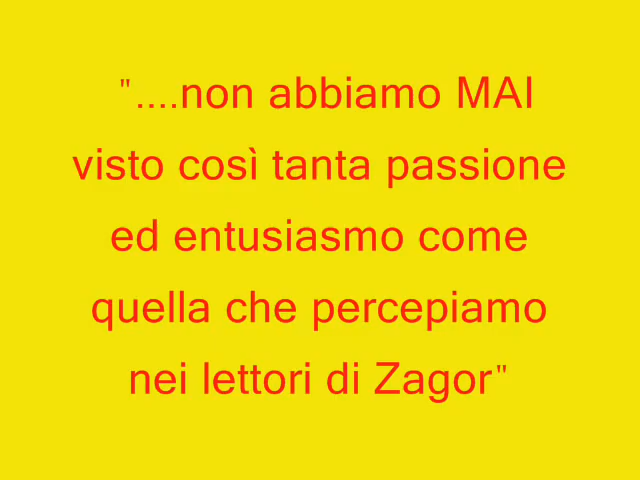 "....non abbiamo MAI
visto così tanta passione
ed entusiasmo come
quella che percepiamo
nei lettori di Zagor"